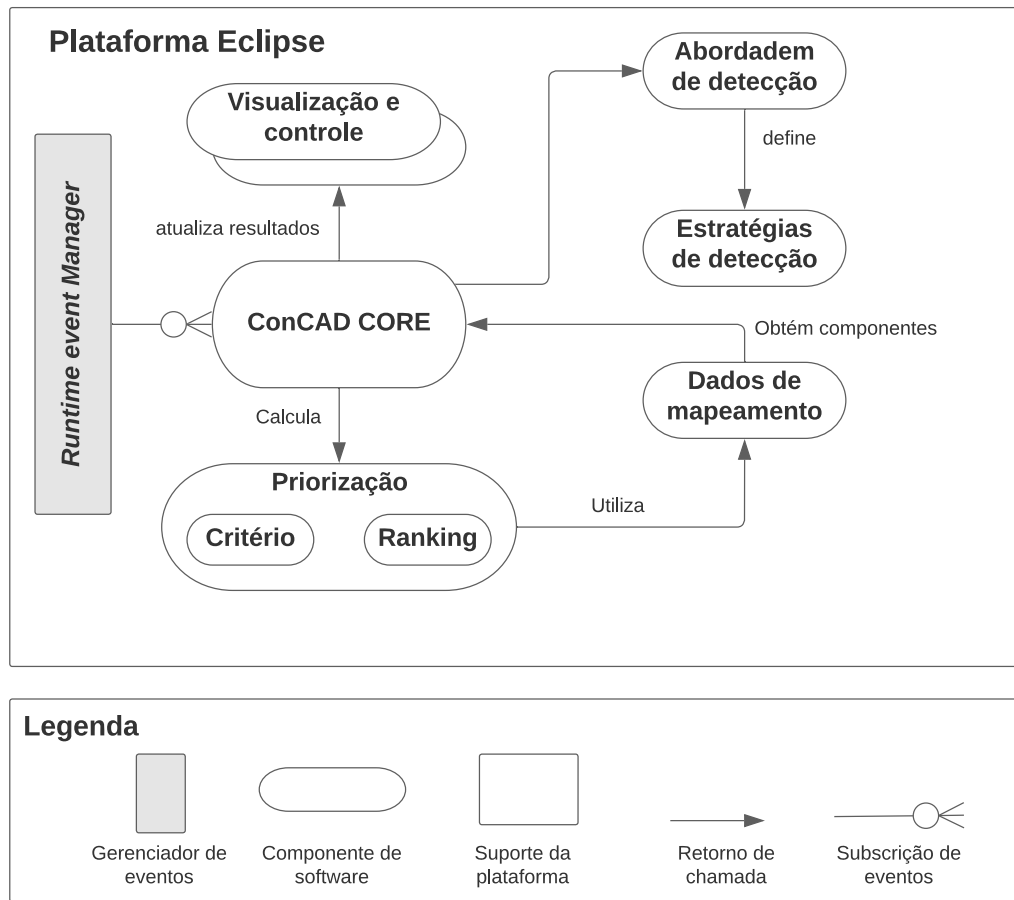 Plataforma Eclipse
Abordadem
de detecção
Visualização e
controle
define
Runtime event Manager
atualiza resultados
Estratégias
de detecção
ConCAD CORE
Obtém componentes
Dados de
mapeamento
Calcula
Priorização
Utiliza
Critério
Ranking
Legenda
Gerenciador de
eventos
Componente de
software
Suporte da
plataforma
Retorno de
chamada
Subscrição de
eventos